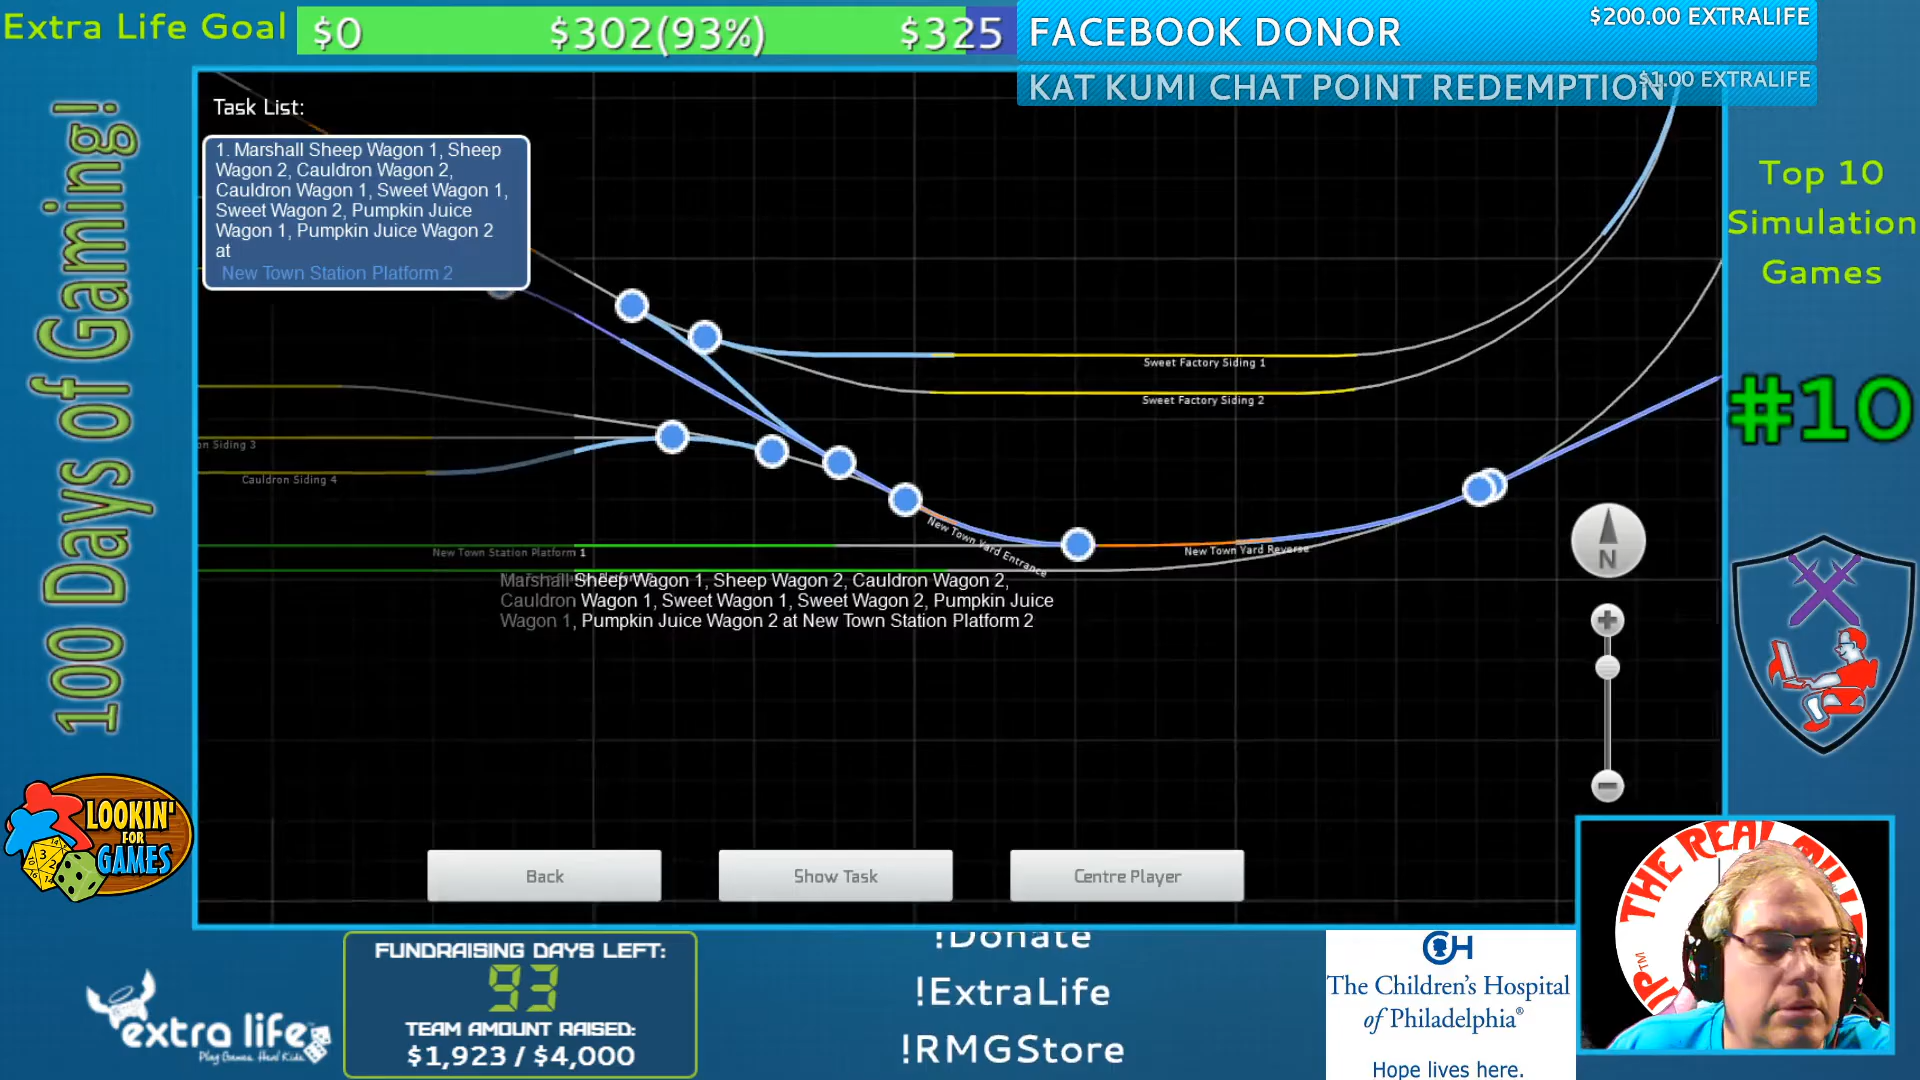 Extra Life Goal
$0
$302(93%)
$325
FACEBOOK DONOR
$200.00 EXTRALIFE
KAT KUMI CHAT POINT REDEMPTION
$1.00 EXTRALIFE
100 Days of Gaming!
Task List:
1. Marshall Sheep Wagon 1, Sheep
Wagon 2, Cauldron Wagon 2,
Cauldron Wagon 1, Sweet Wagon 1,
Sweet Wagon 2, Pumpkin Juice
Wagon 1, Pumpkin Juice Wagon 2
at
New Town Station Platform 2
Top 10
Simulation
Games
#10
Sweet Factory Siding 1
Sweet Factory Siding 2
on Siding 3
Cauldron Siding 4
New Town Station Platform 1
New Town Yard Entrance
New Town Yard Reverse
Marshall Sheep Wagon 1, Sheep Wagon 2, Cauldron Wagon 2,
Cauldron Wagon 1, Sweet Wagon 1, Sweet Wagon 2, Pumpkin Juice
Wagon 1, Pumpkin Juice Wagon 2 at New Town Station Platform 2
N
Back
Show Task
Centre Player
LOOKIN'
FOR
GAMES
THE REAL
extra life
Play Games. Heal Kids.
FUNDRAISING DAYS LEFT:
93
TEAM AMOUNT RAISED:
$1,923 / $4,000
!Donate
!ExtraLife
!RMGStore
CH
The Children's Hospital
of Philadelphia®
Hope lives here.